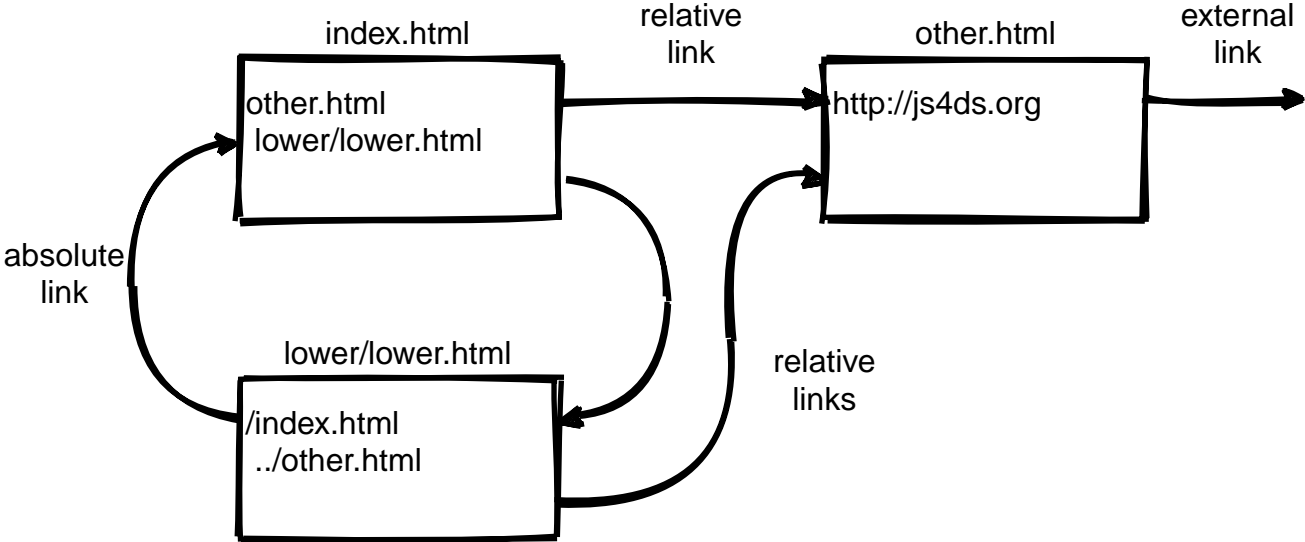 index.html
other.html
lower/lower.html
relative
link
other.html
http://js4ds.org
external
link
absolute
link
lower/lower.html
/index.html
../other.html
relative
links